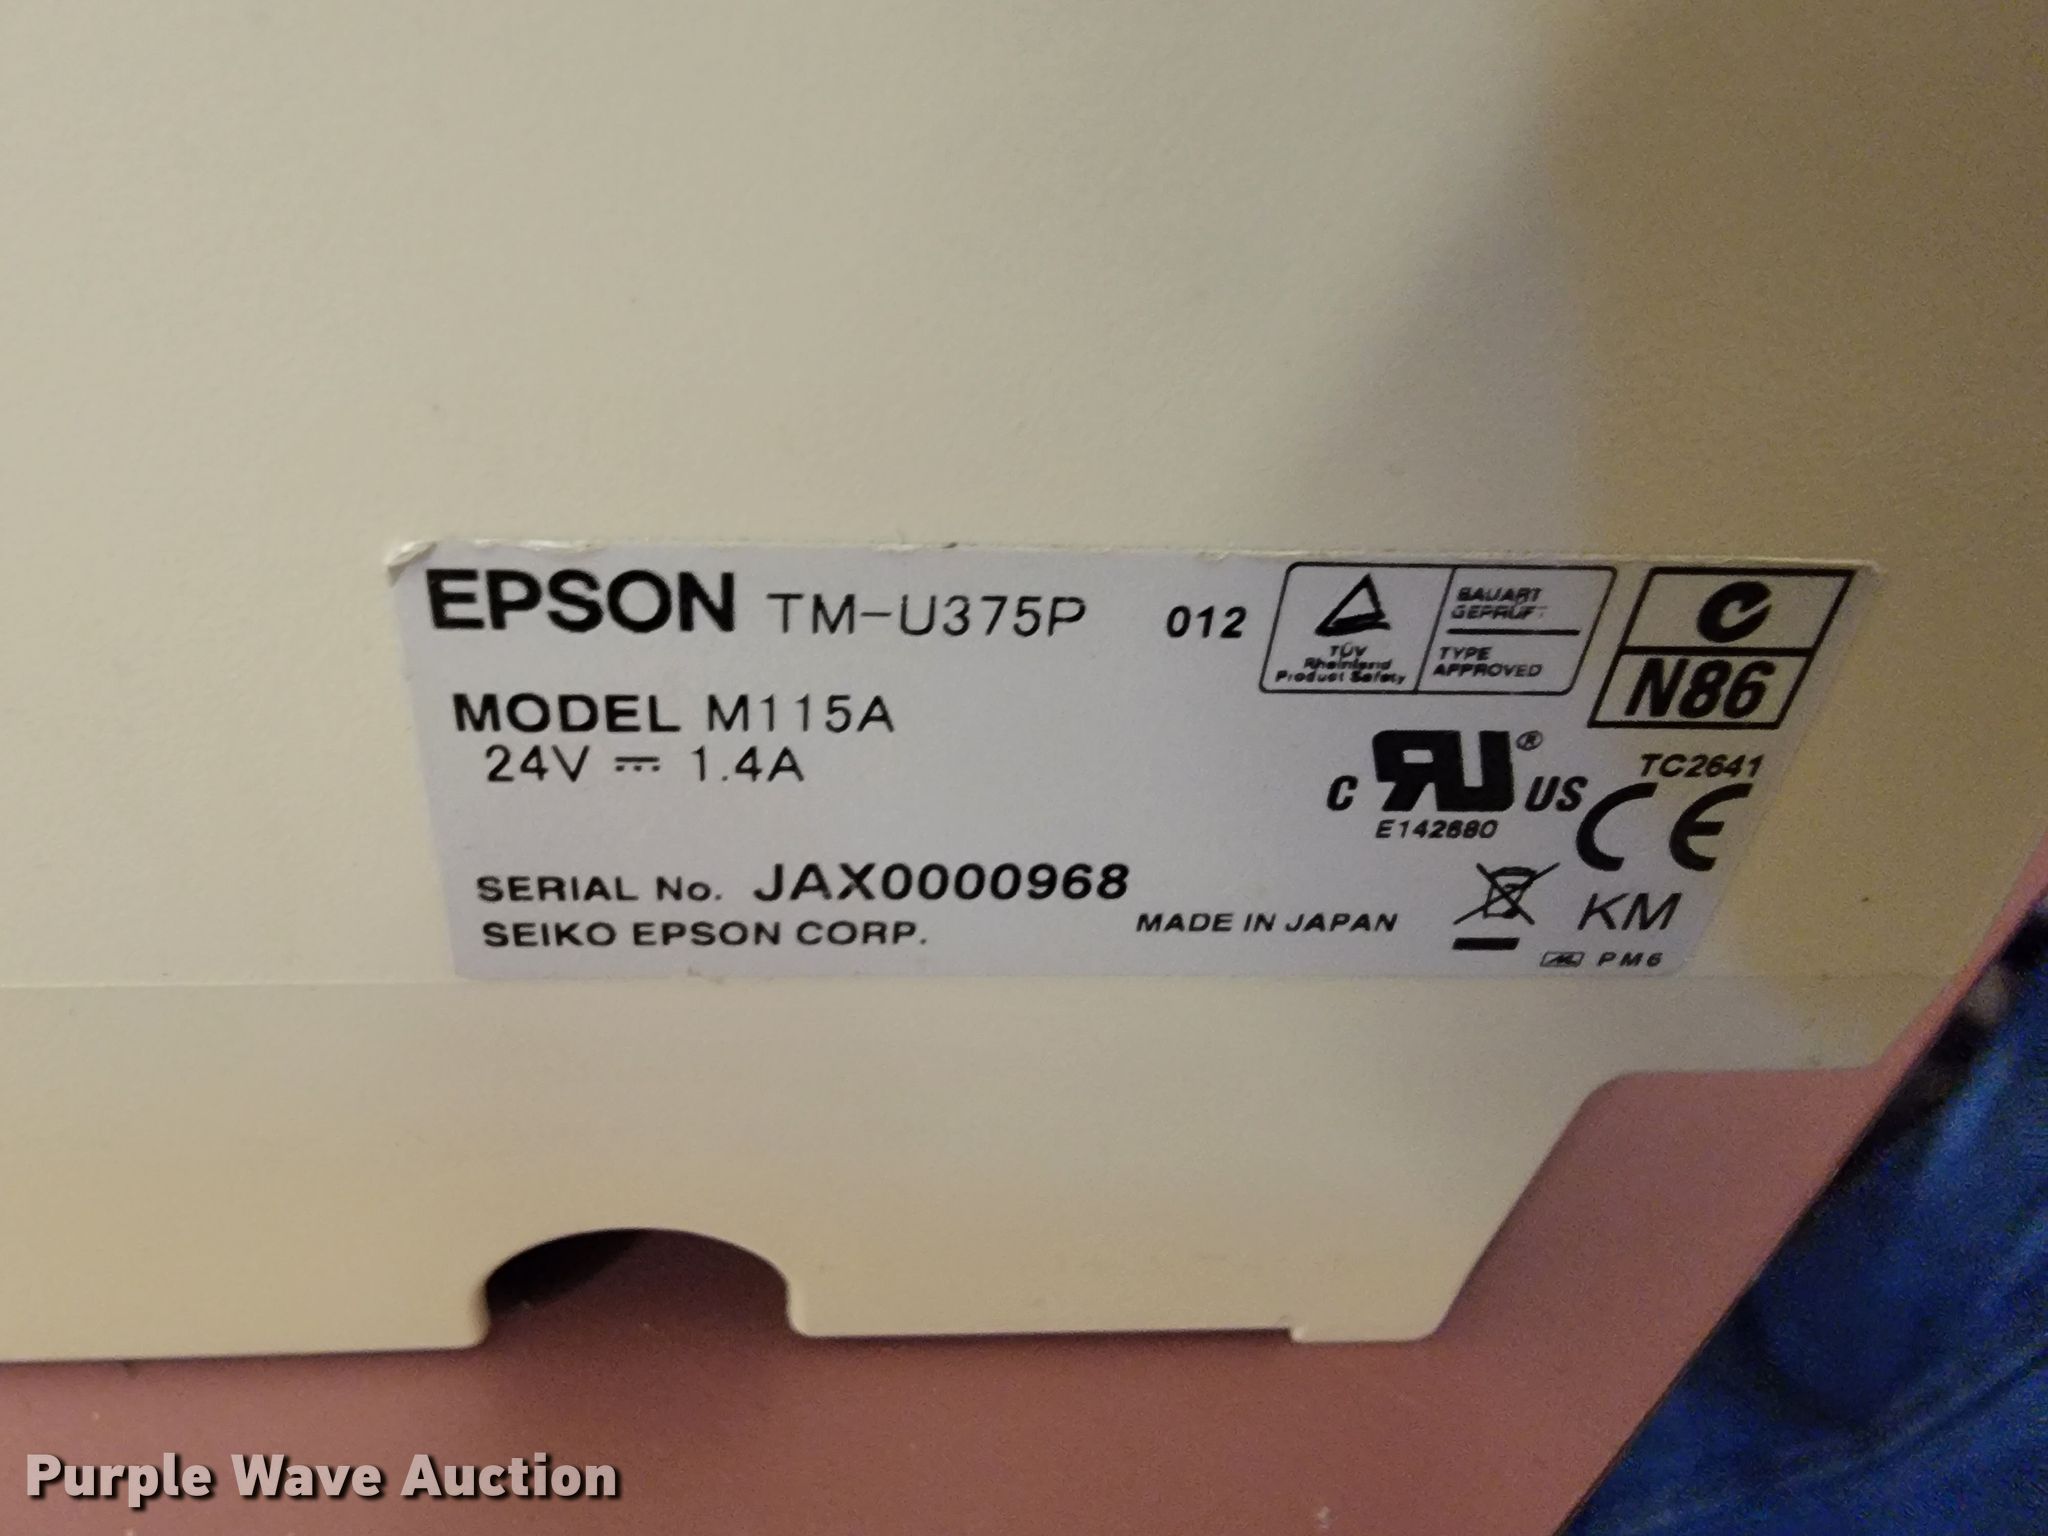 EPSON TM-U375P 012
TÜV
Rheinland
Product Safety
BAUART
GEPRÜFT
TYPE
APPROVED
N86
MODEL M115A
24V ⎓ 1.4A
C RU® US
E142680
TC2641
CE
SERIAL No. JAX0000968
SEIKO EPSON CORP.
MADE IN JAPAN
KM
PM6
Purple Wave Auction